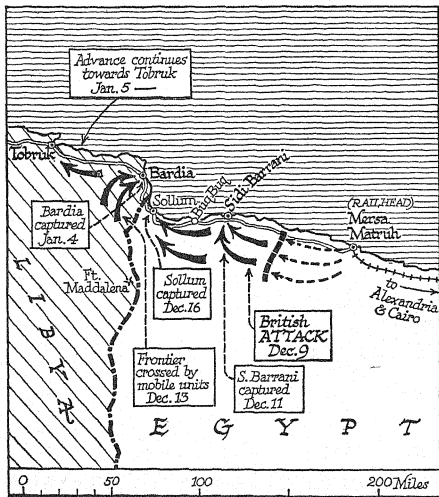 Advance continues
towards Tobruk
Jan. 5 —
Tobruk
Bardia
Sollum
Buq Buq
Sidi Barrani
(RAILHEAD)
Mersa
Matruh
Bardia
captured
Jan. 4
Ft.
Maddalena
Sollum
captured
Dec. 16
to
Alexandria
& Cairo
British
ATTACK
Dec. 9
Frontier
crossed by
mobile units
Dec. 13
S. Barrani
captured
Dec. 11
LIBYA
EGYPT
0 50 100 200 Miles